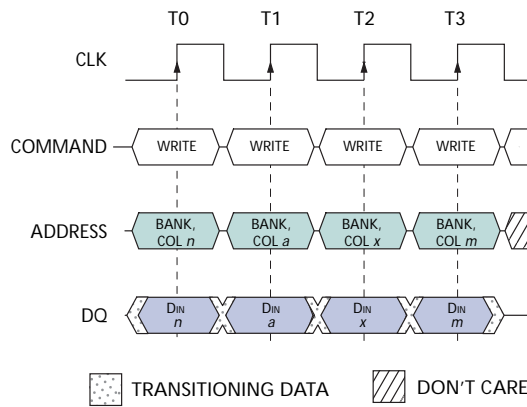 T0 T1 T2 T3
CLK
COMMAND WRITE WRITE WRITE WRITE
BANK, BANK, BANK, BANK,
ADDRESS
COL n COL a COL x COL m
DIN DIN DIN DIN
DQ
n a x m
TRANSITIONING DATA DON'T CARE